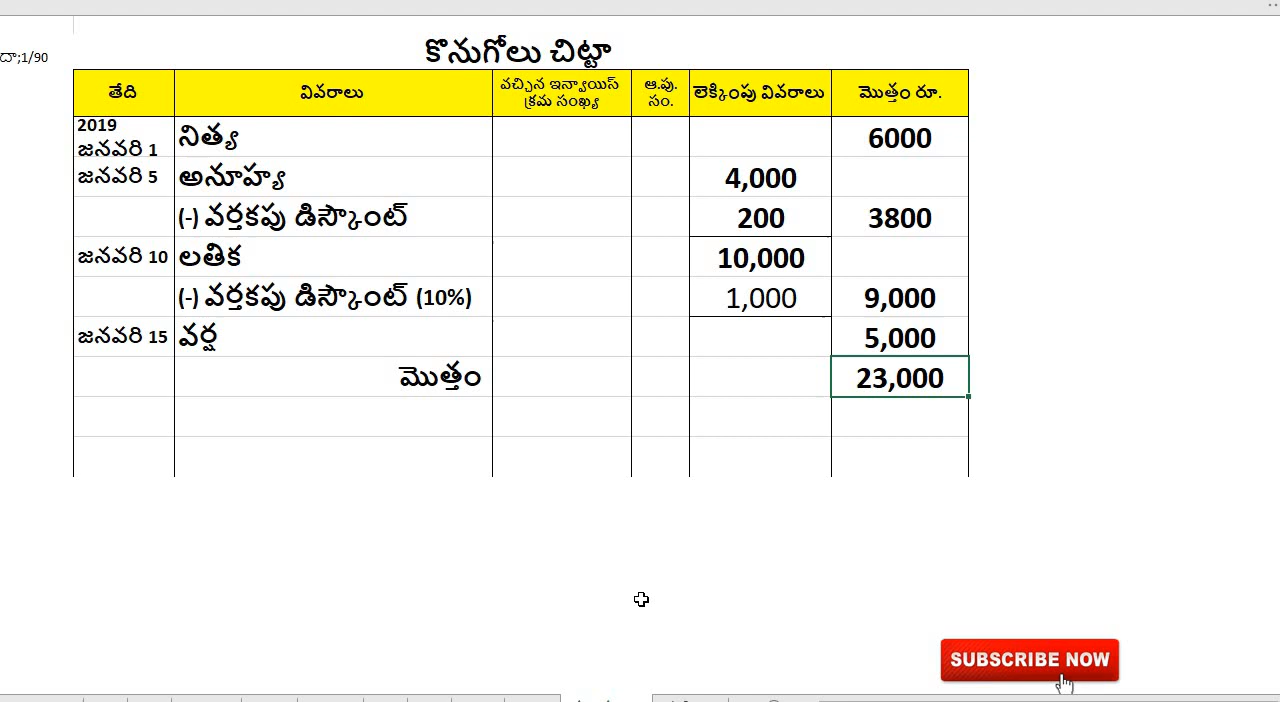 కొనుగోలు చిట్టా
దా;1/90
తేది వివరాలు వచ్చిన ఇన్వాయిస్ క్రమ సంఖ్య ఆ.పు. సం. లెక్కింపు వివరాలు మొత్తం రూ.
2019
జనవరి 1 నిత్య 6000
జనవరి 5 అనూహ్య 4,000
(-) వర్తకపు డిస్కౌంట్ 200 3800
జనవరి 10 లతిక 10,000
(-) వర్తకపు డిస్కౌంట్ (10%) 1,000 9,000
జనవరి 15 వర్ష 5,000
మొత్తం 23,000
SUBSCRIBE NOW